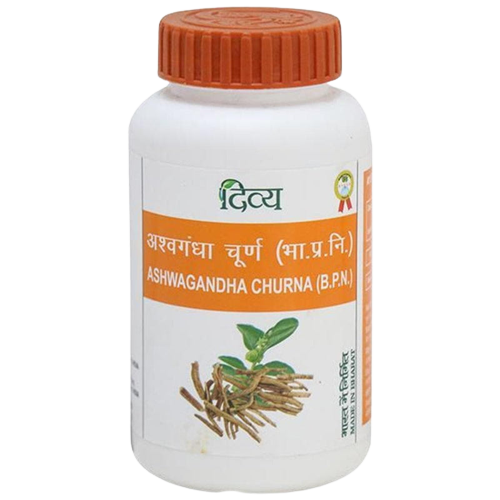 दिव्य
अश्वगंधा चूर्ण (भा.प्र.नि.)
ASHWAGANDHA CHURNA (B.P.N.)
भारत में निर्मित
MADE IN BHARAT